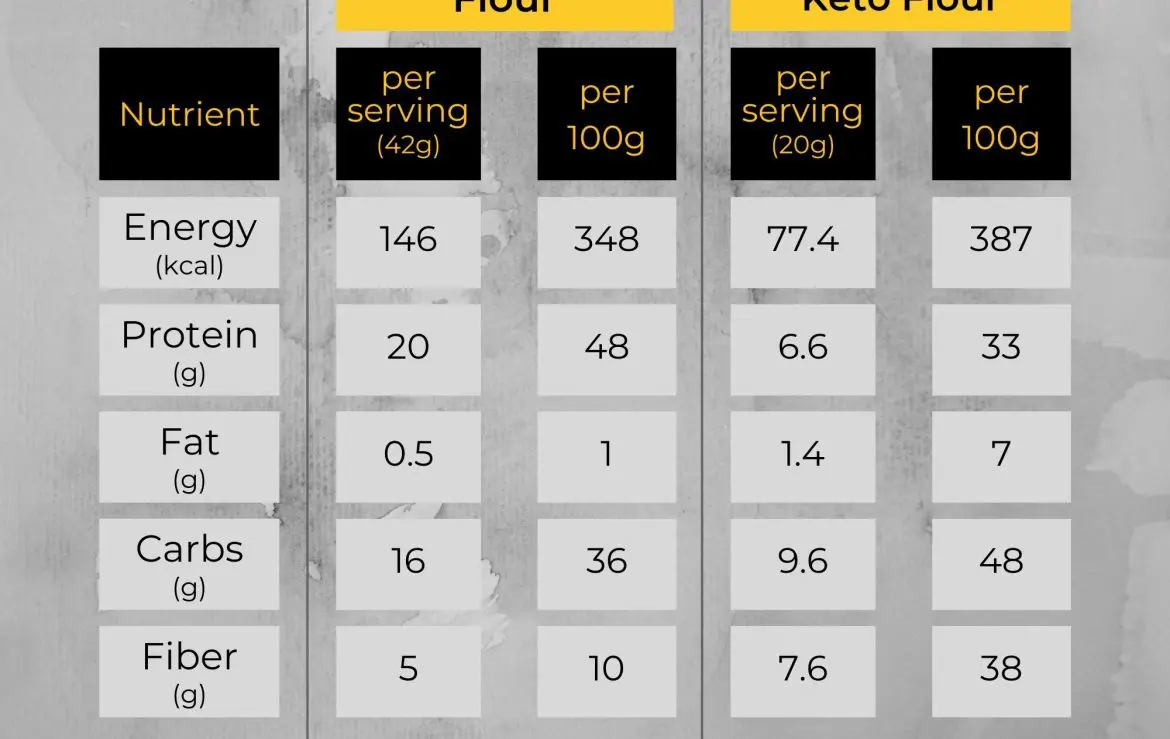 Flour
Keto Flour
Nutrient
per
serving
(42g)
per
100g
per
serving
(20g)
per
100g
Energy
(kcal)
146
348
77.4
387
Protein
(g)
20
48
6.6
33
Fat
(g)
0.5
1
1.4
7
Carbs
(g)
16
36
9.6
48
Fiber
(g)
5
10
7.6
38